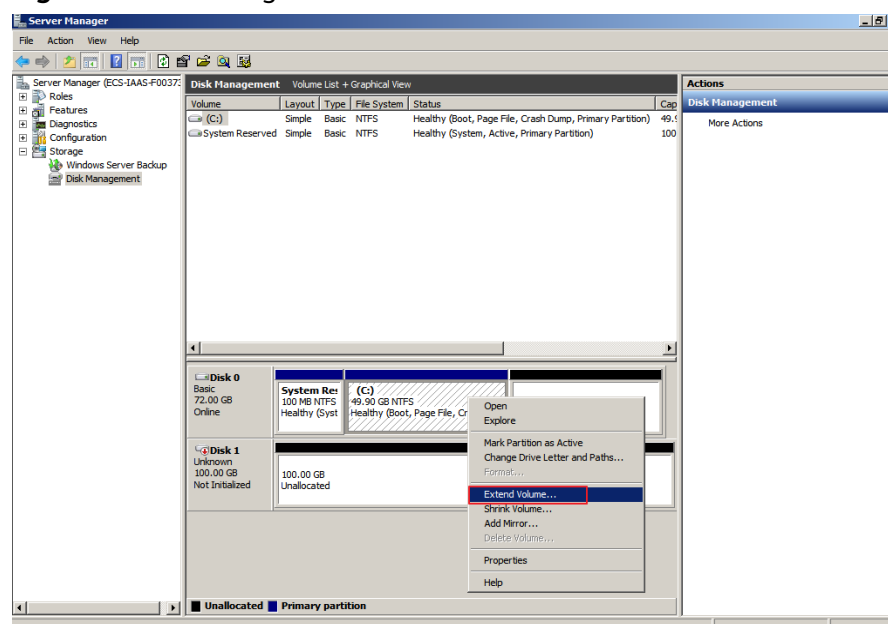 Server Manager
File Action View Help
Server Manager (ECS-IAAS-F0037
Roles
Features
Diagnostics
Configuration
Storage
Windows Server Backup
Disk Management
Disk Management Volume List + Graphical View
Volume Layout Type File System Status Cap
(C:) Simple Basic NTFS Healthy (Boot, Page File, Crash Dump, Primary Partition) 49.9
System Reserved Simple Basic NTFS Healthy (System, Active, Primary Partition) 100
Disk 0
Basic
72.00 GB
Online
System Res
100 MB NTFS
Healthy (Syst
(C:)
49.90 GB NTFS
Healthy (Boot, Page File, Cr
Disk 1
Unknown
100.00 GB
Not Initialized
100.00 GB
Unallocated
Open
Explore
Mark Partition as Active
Change Drive Letter and Paths...
Format...
Extend Volume...
Shrink Volume...
Add Mirror...
Delete Volume...
Properties
Help
Unallocated Primary partition
Actions
Disk Management
More Actions